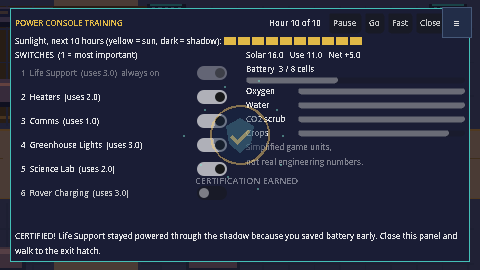 POWER CONSOLE TRAINING
Hour 10 of 10 Pause Go Fast Close ≡
Sunlight, next 10 hours (yellow = sun, dark = shadow):
SWITCHES (1 = most important)
Solar 16.0 Use 11.0 Net +5.0
1 Life Support (uses 3.0) always on
Battery 3 / 8 cells
2 Heaters (uses 2.0)
Oxygen
Water
3 Comms (uses 1.0)
CO2 scrub
Crops
4 Greenhouse Lights (uses 3.0)
Simplified game units,
not real engineering numbers.
5 Science Lab (uses 2.0)
CERTIFICATION EARNED
6 Rover Charging (uses 3.0)
CERTIFIED! Life Support stayed powered through the shadow because you saved battery early. Close this panel and
walk to the exit hatch.